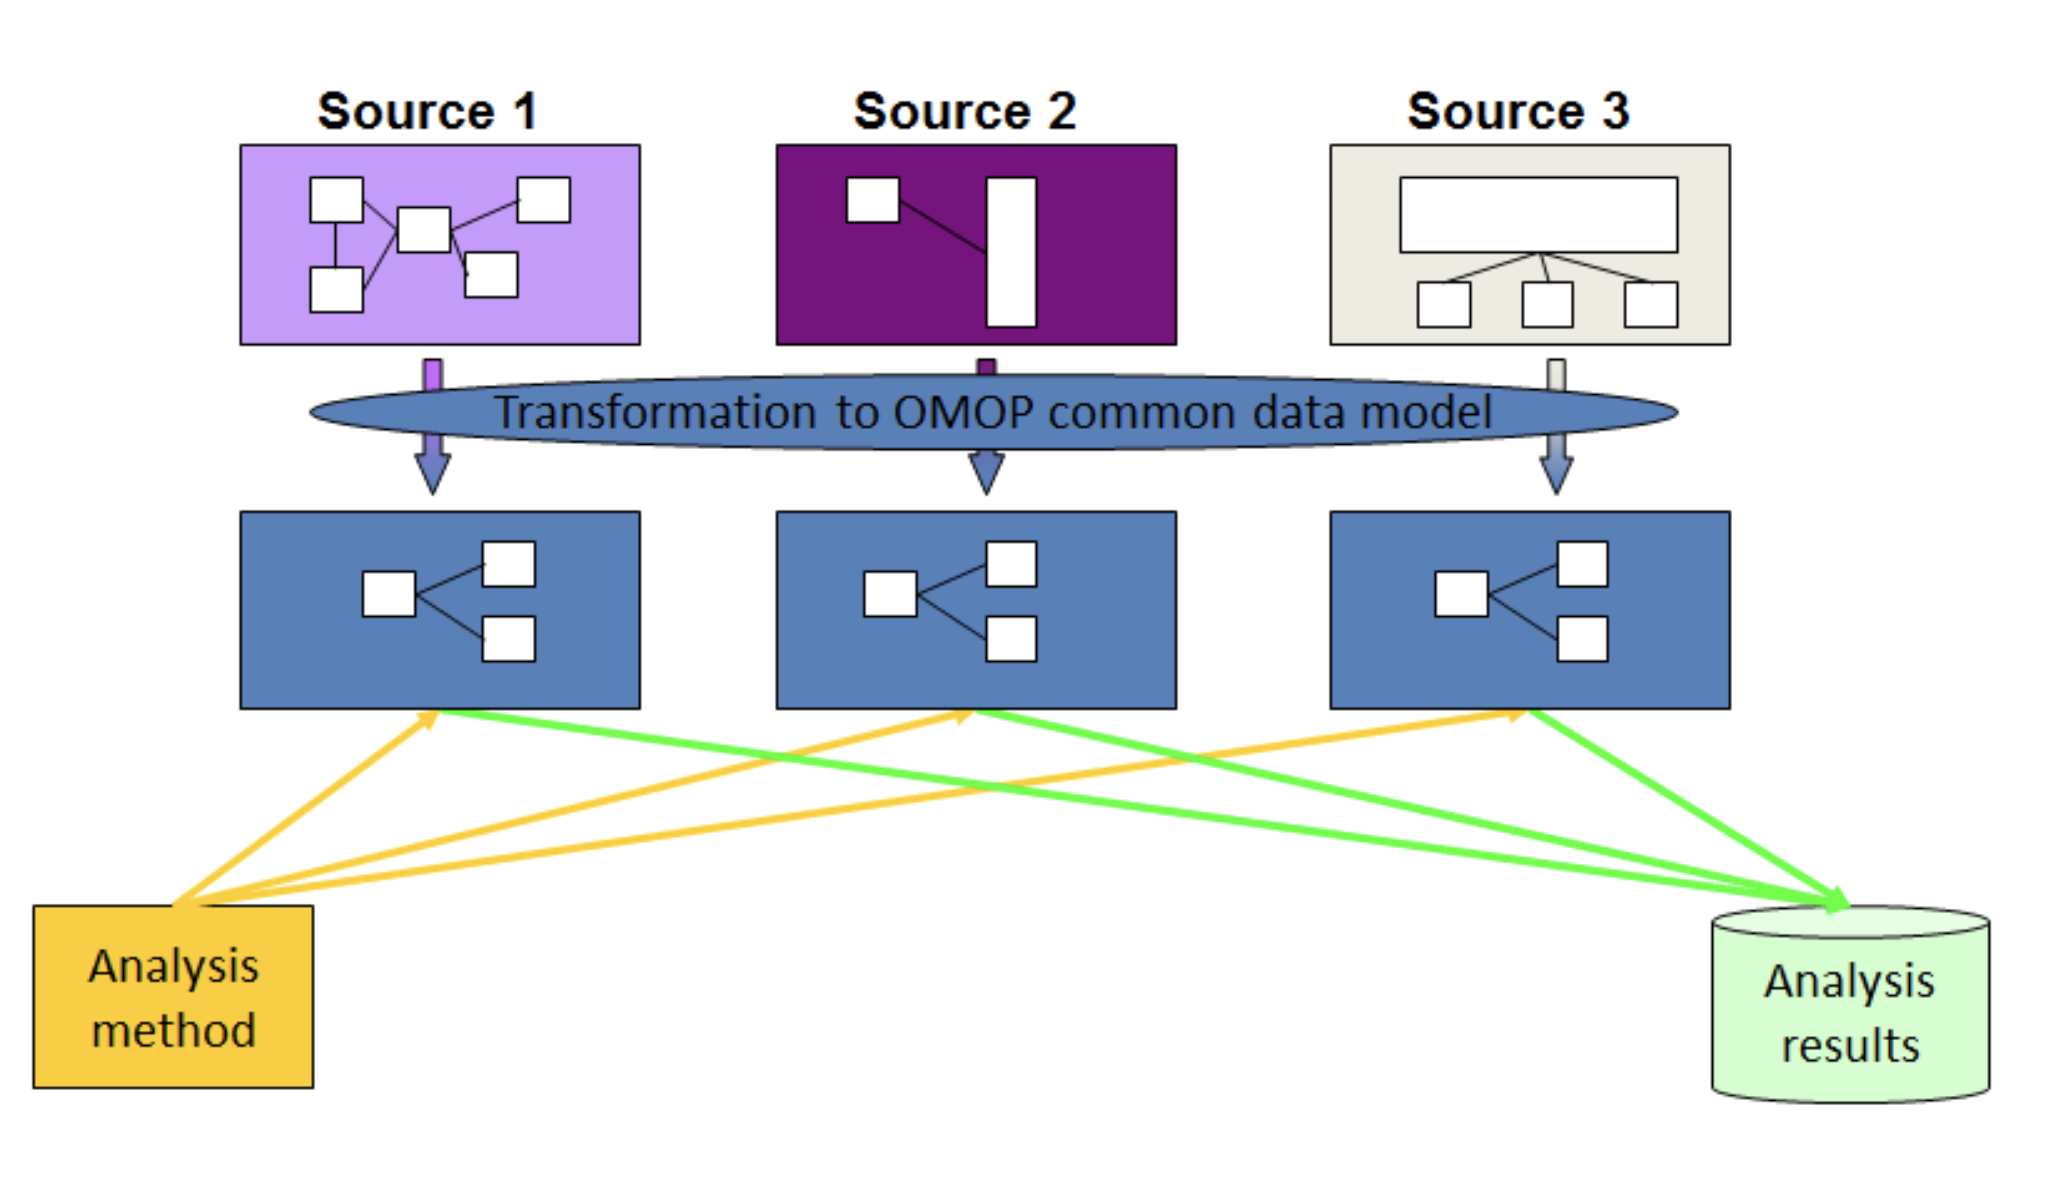 Source 1
Source 2
Source 3
Transformation to OMOP common data model
Analysis
method
Analysis
results